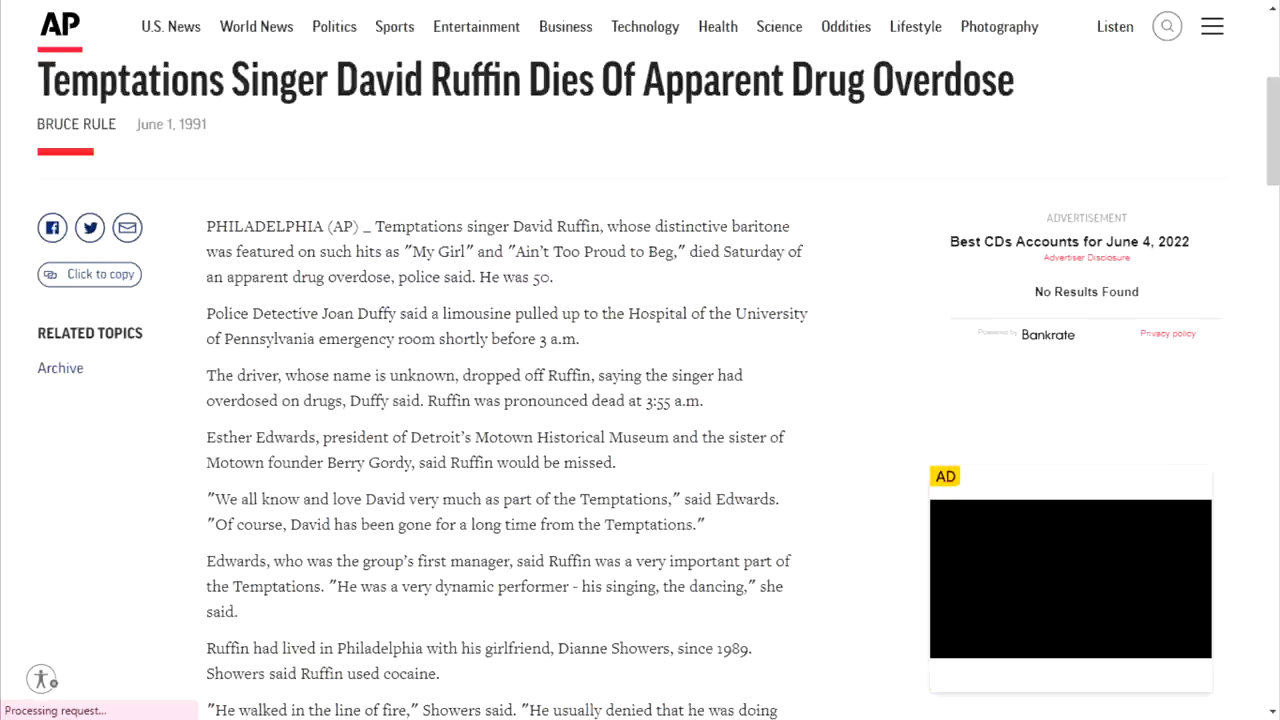 AP
U.S. News World News Politics Sports Entertainment Business Technology Health Science Oddities Lifestyle Photography Listen
Temptations Singer David Ruffin Dies Of Apparent Drug Overdose
BRUCE RULE June 1, 1991
Click to copy
RELATED TOPICS
Archive
PHILADELPHIA (AP) _ Temptations singer David Ruffin, whose distinctive baritone
was featured on such hits as "My Girl" and "Ain't Too Proud to Beg," died Saturday of
an apparent drug overdose, police said. He was 50.
Police Detective Joan Duffy said a limousine pulled up to the Hospital of the University
of Pennsylvania emergency room shortly before 3 a.m.
The driver, whose name is unknown, dropped off Ruffin, saying the singer had
overdosed on drugs, Duffy said. Ruffin was pronounced dead at 3:55 a.m.
Esther Edwards, president of Detroit's Motown Historical Museum and the sister of
Motown founder Berry Gordy, said Ruffin would be missed.
"We all know and love David very much as part of the Temptations," said Edwards.
"Of course, David has been gone for a long time from the Temptations."
Edwards, who was the group's first manager, said Ruffin was a very important part of
the Temptations. "He was a very dynamic performer - his singing, the dancing," she
said.
Ruffin had lived in Philadelphia with his girlfriend, Dianne Showers, since 1989.
Showers said Ruffin used cocaine.
"He walked in the line of fire," Showers said. "He usually denied that he was doing
ADVERTISEMENT
Best CDs Accounts for June 4, 2022
Advertiser Disclosure
No Results Found
Powered by Bankrate Privacy policy
AD
Processing request...